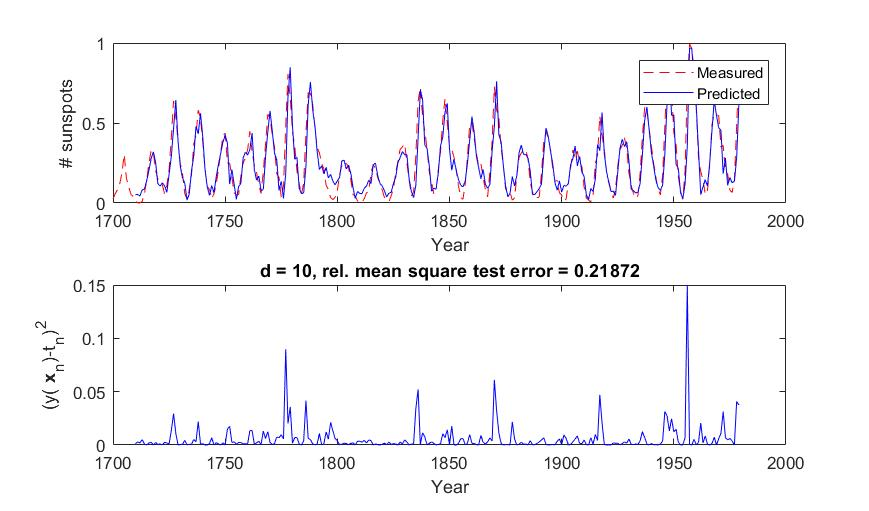 1
0.5
0
# sunspots
Measured
Predicted
1700 1750 1800 1850 1900 1950 2000
Year
d = 10, rel. mean square test error = 0.21872
0.15
0.1
0.05
0
(y( xn)-tn)2
1700 1750 1800 1850 1900 1950 2000
Year